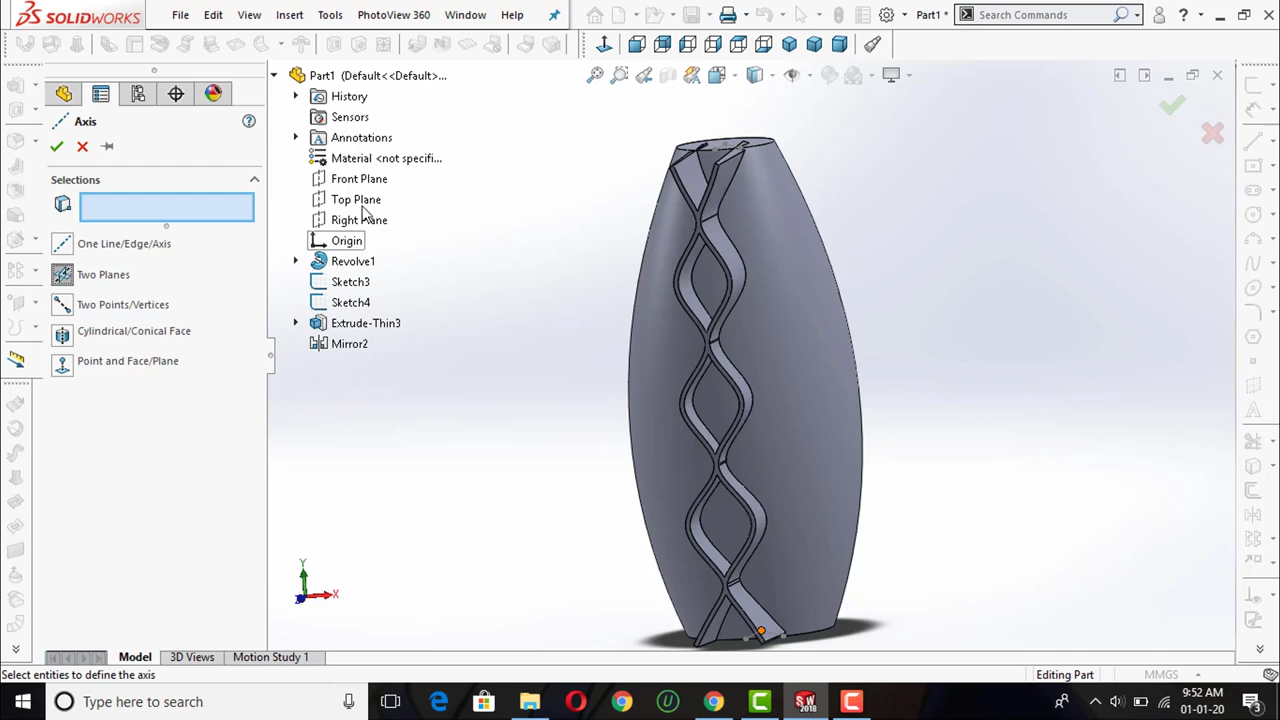 SOLIDWORKS File Edit View Insert Tools PhotoView 360 Window Help Part1 * Search Commands ?
Part1 (Default<<Default>...
Axis ?
History
Sensors
Annotations
Material <not specifi...
Selections
Front Plane
Top Plane
Right Plane
Origin
One Line/Edge/Axis
Revolve1
Two Planes
Sketch3
Two Points/Vertices
Sketch4
Cylindrical/Conical Face
Extrude-Thin3
Mirror2
Point and Face/Plane
Y
X
Model 3D Views Motion Study 1
Select entities to define the axis Editing Part MMGS
Type here to search
9:52 AM
01-01-20
3
SW
2018